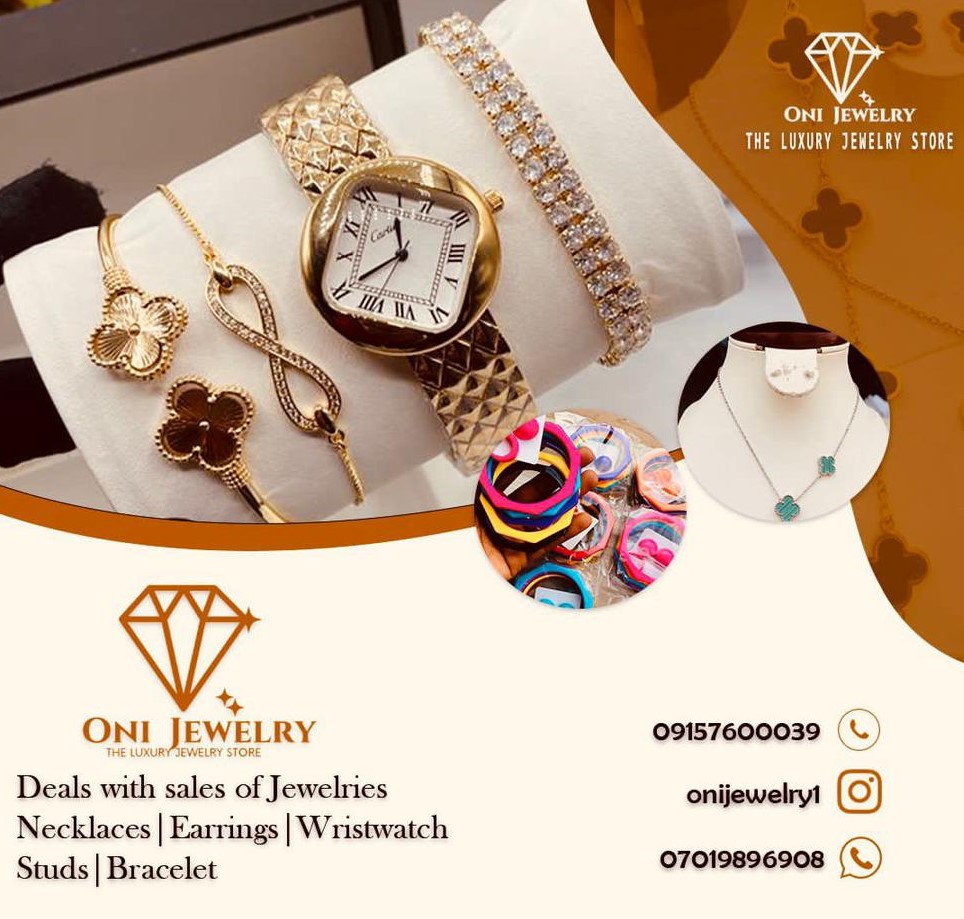 ONI JEWELRY
THE LUXURY JEWELRY STORE
Cartier
ONI JEWELRY
THE LUXURY JEWELRY STORE
Deals with sales of Jewelries
Necklaces|Earrings|Wristwatch
Studs|Bracelet
09157600039
onijewelry1
07019896908